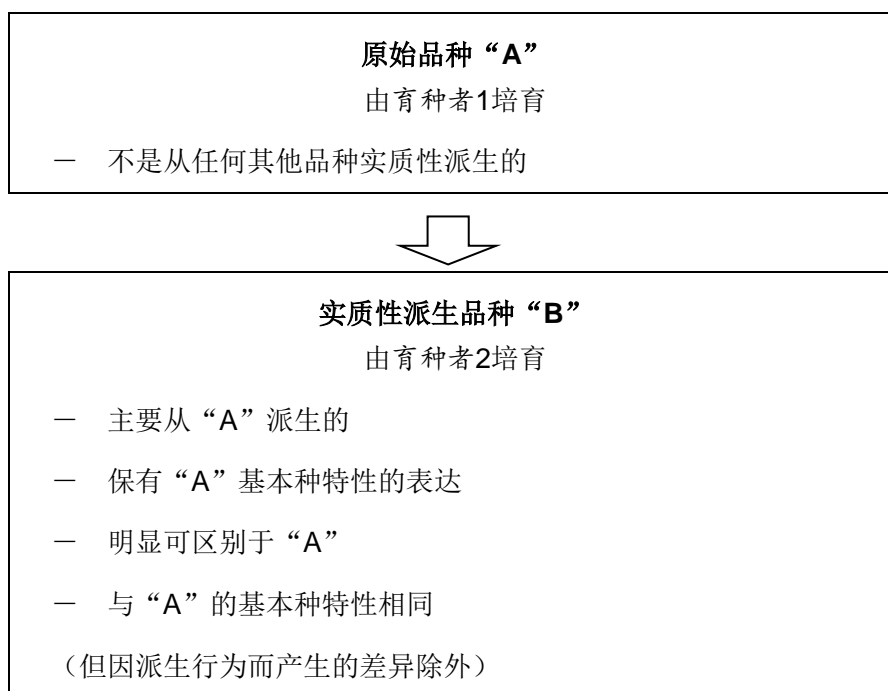 原始品种“A”
由育种者1培育
— 不是从任何其他品种实质性派生的
实质性派生品种“B”
由育种者2培育
— 主要从“A”派生的
— 保有“A”基本种特性的表达
— 明显可区别于“A”
— 与“A”的基本种特性相同
（但因派生行为而产生的差异除外）